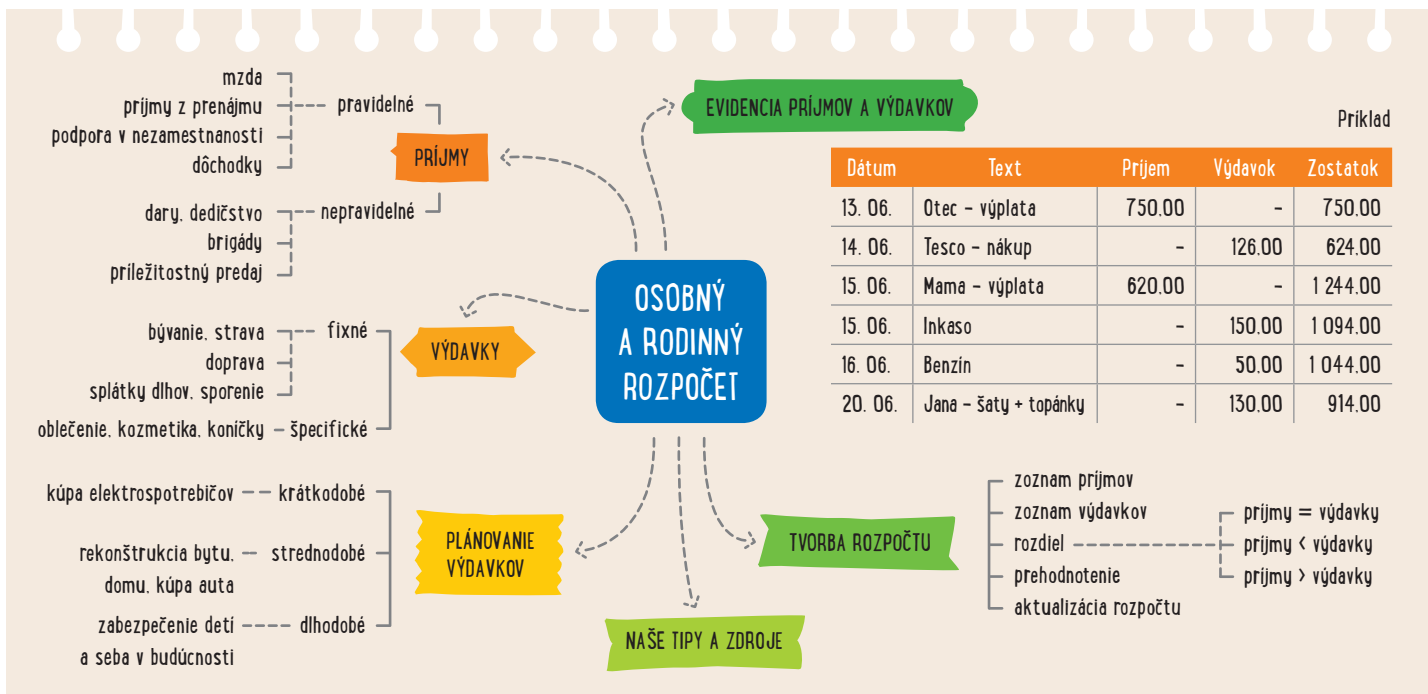 mzda
príjmy z prenájmu
podpora v nezamestnanosti
dôchodky
pravidelné
PRÍJMY
dary, dedičstvo
brigády
príležitostný predaj
nepravidelné
EVIDENCIA PRÍJMOV A VÝDAVKOV
Príklad
Dátum Text Príjem Výdavok Zostatok
13. 06. Otec – výplata 750,00 – 750,00
14. 06. Tesco – nákup – 126,00 624,00
15. 06. Mama – výplata 620,00 – 1 244,00
15. 06. Inkaso – 150,00 1 094,00
16. 06. Benzín – 50,00 1 044,00
20. 06. Jana – šaty + topánky – 130,00 914,00
OSOBNÝ
A RODINNÝ
ROZPOČET
bývanie, strava
doprava
splátky dlhov, sporenie
fixné
VÝDAVKY
oblečenie, kozmetika, koníčky
špecifické
kúpa elektrospotrebičov
krátkodobé
rekonštrukcia bytu,
domu, kúpa auta
strednodobé
PLÁNOVANIE
VÝDAVKOV
zabezpečenie detí
a seba v budúcnosti
dlhodobé
NAŠE TIPY A ZDROJE
TVORBA ROZPOČTU
zoznam príjmov
zoznam výdavkov
rozdiel
prehodnotenie
aktualizácia rozpočtu
príjmy = výdavky
príjmy < výdavky
príjmy > výdavky